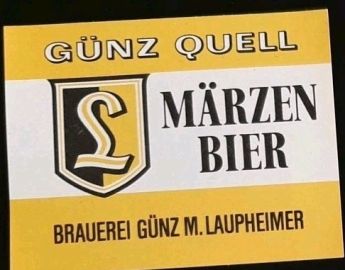 GÜNZ QUELL
L
MÄRZEN
BIER
BRAUEREI GÜNZ M. LAUPHEIMER